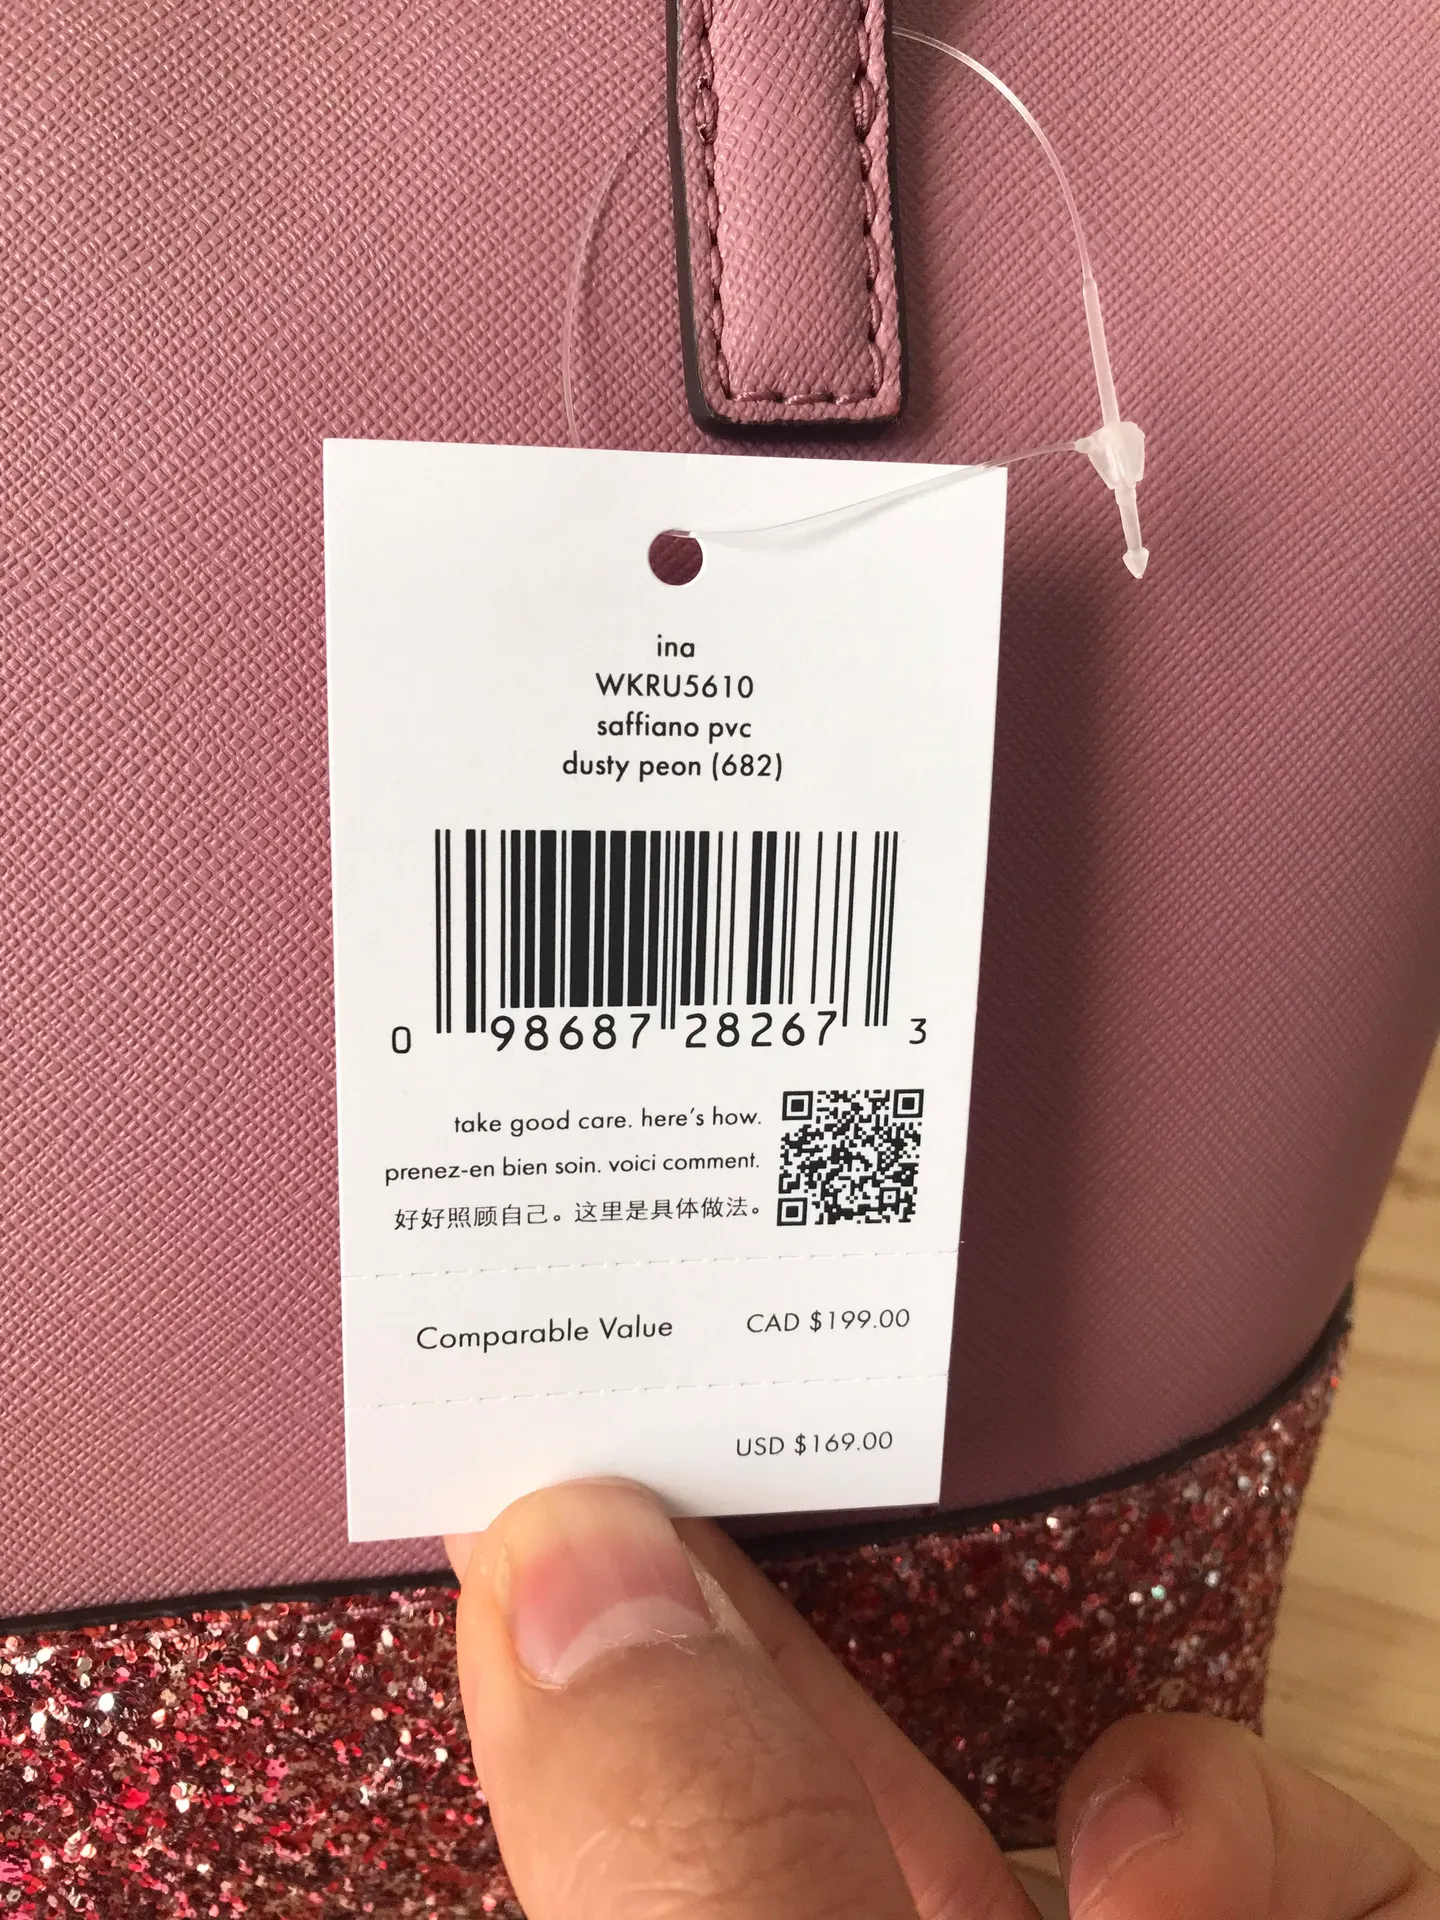 ina
WKRU5610
saffiano pvc
dusty peon (682)
0 98687 28267 3
take good care. here's how.
prenez-en bien soin. voici comment.
好好照顾自己。这里是具体做法。
Comparable Value CAD $199.00
USD $169.00